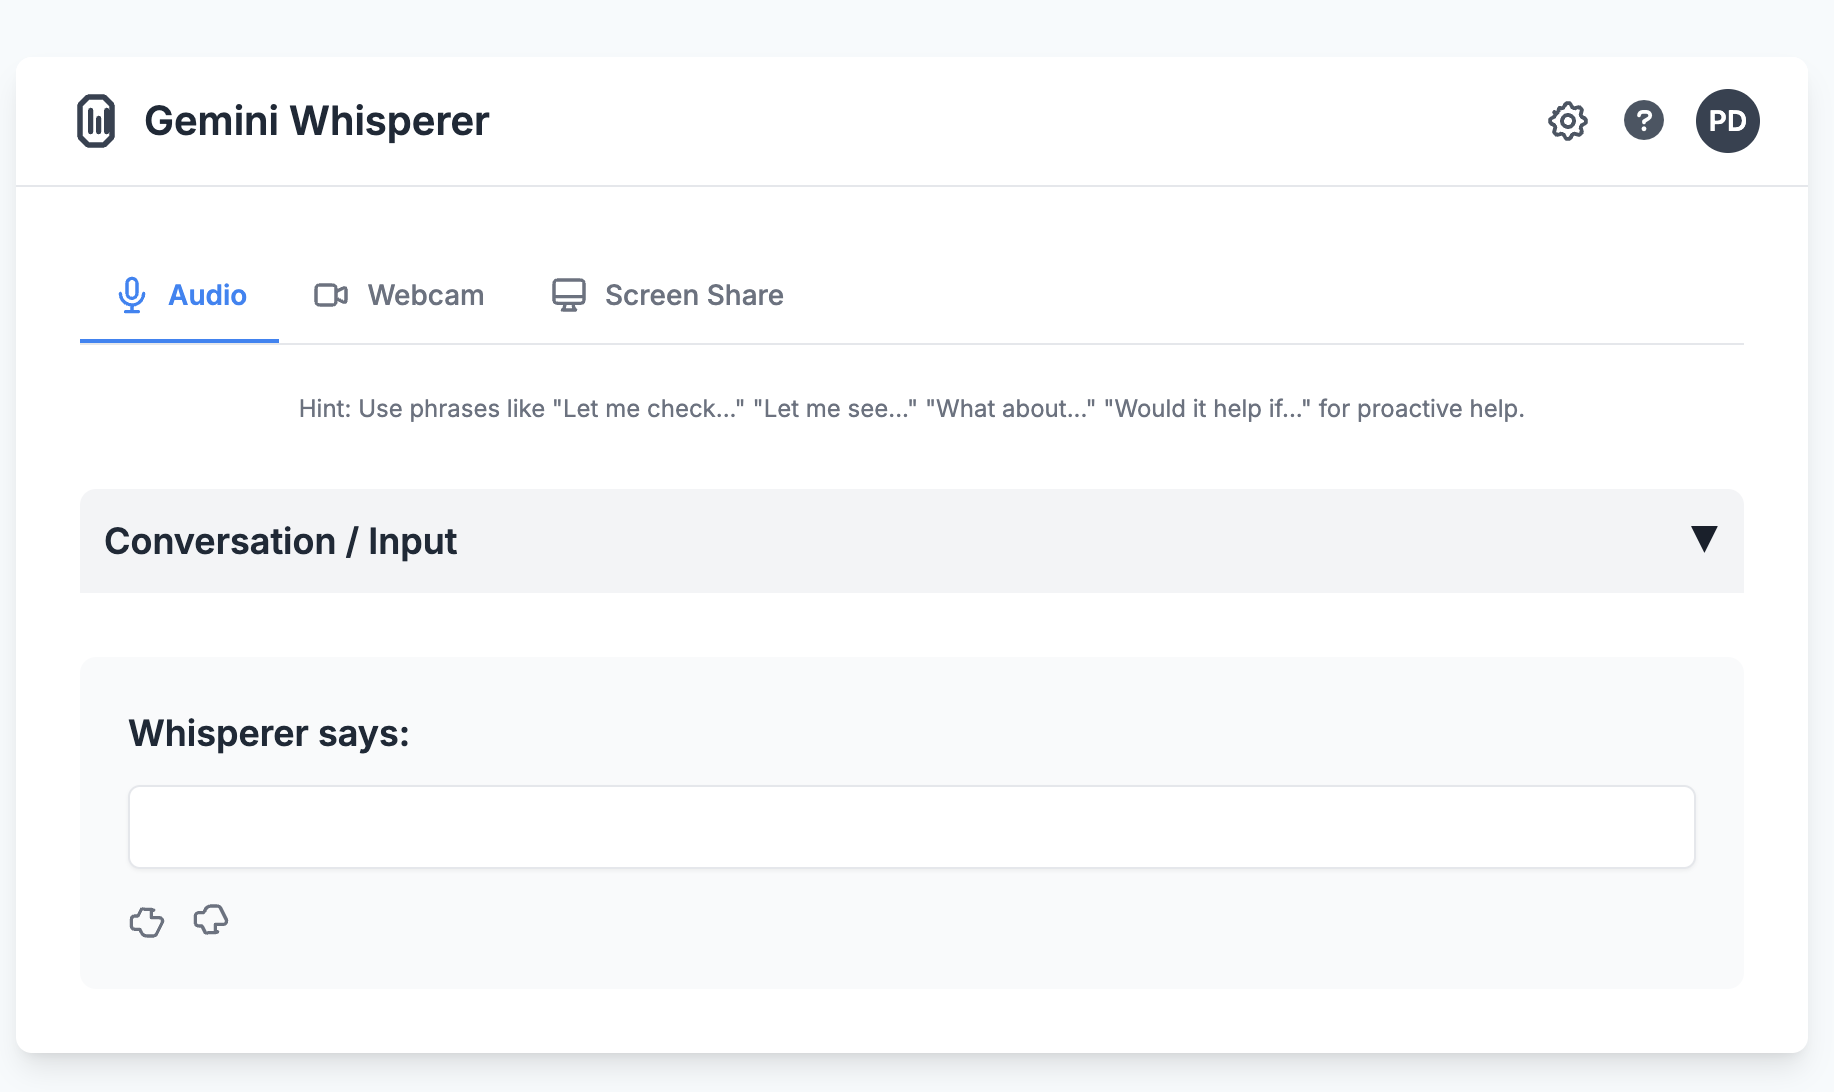 Gemini Whisperer
?
PD
Audio
Webcam
Screen Share
Hint: Use phrases like "Let me check..." "Let me see..." "What about..." "Would it help if..." for proactive help.
Conversation / Input
Whisperer says: